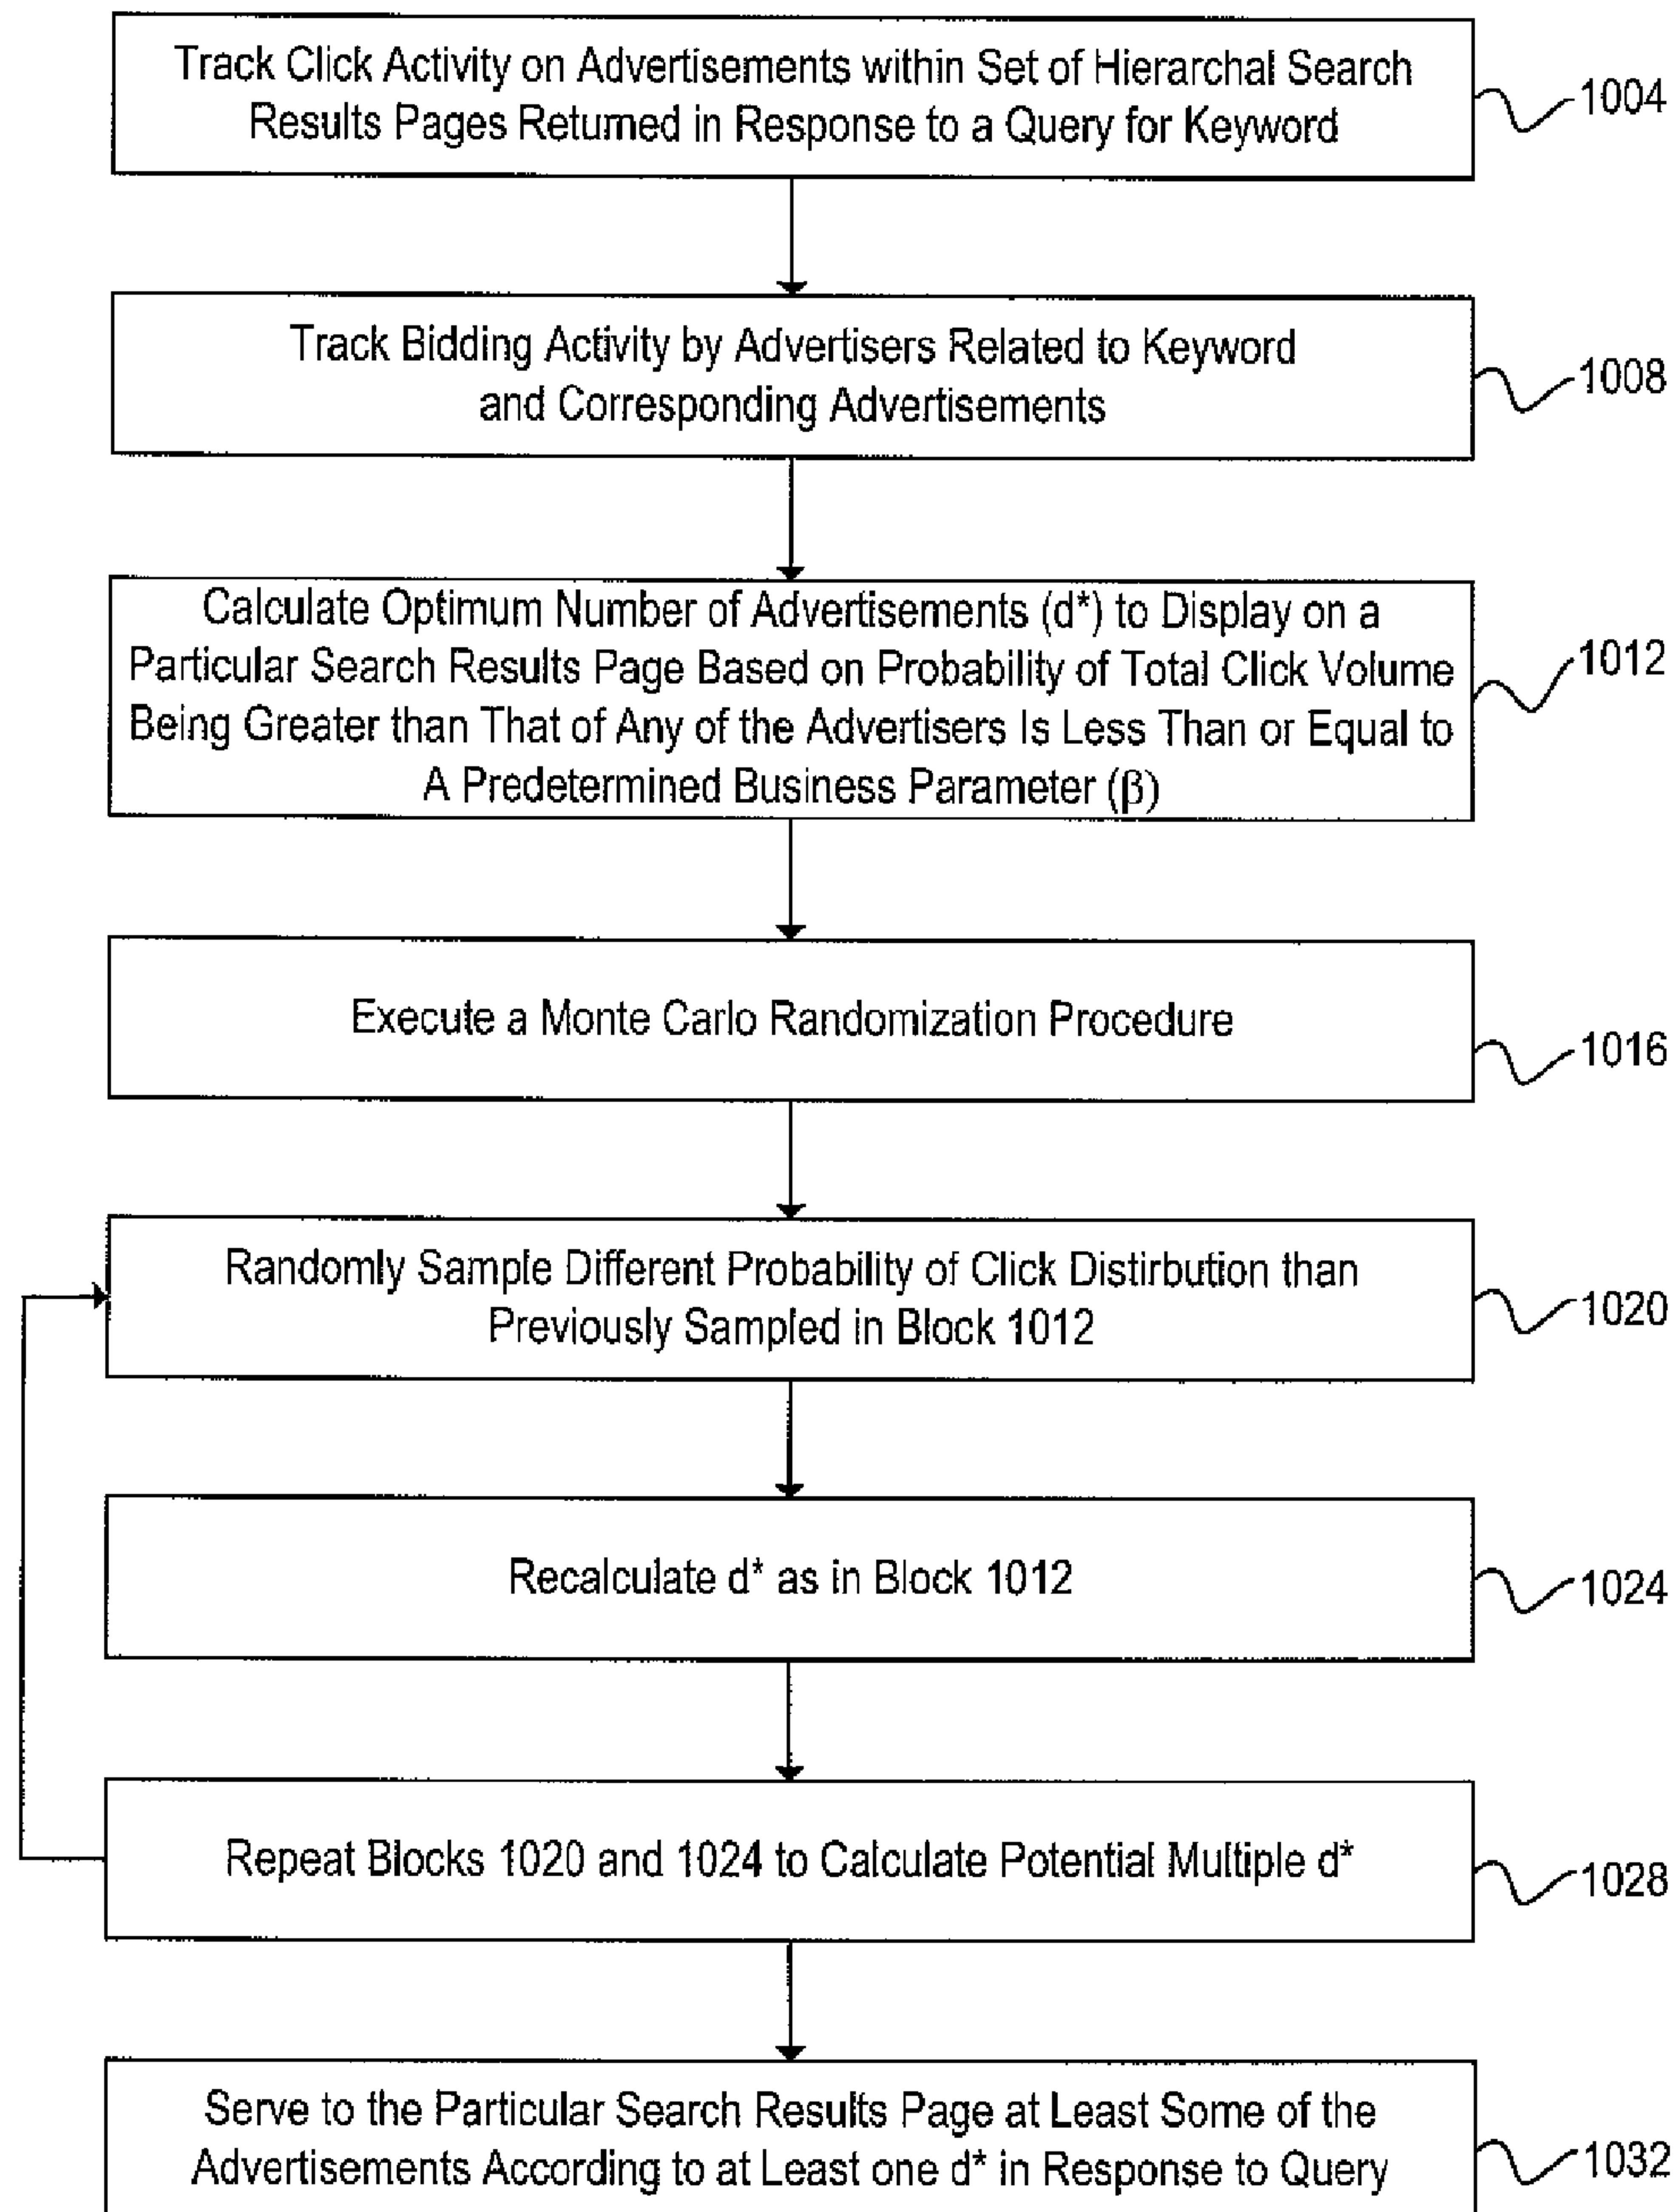 Track Click Activity on Advertisements within Set of Hierarchal Search
Results Pages Returned in Response to a Query for Keyword
1004
Track Bidding Activity by Advertisers Related to Keyword
and Corresponding Advertisements
1008
Calculate Optimum Number of Advertisements (d*) to Display on a
Particular Search Results Page Based on Probability of Total Click Volume
Being Greater than That of Any of the Advertisers Is Less Than or Equal to
A Predetermined Business Parameter (β)
1012
Execute a Monte Carlo Randomization Procedure
1016
Randomly Sample Different Probability of Click Distirbution than
Previously Sampled in Block 1012
1020
Recalculate d* as in Block 1012
1024
Repeat Blocks 1020 and 1024 to Calculate Potential Multiple d*
1028
Serve to the Particular Search Results Page at Least Some of the
Advertisements According to at Least one d* in Response to Query
1032